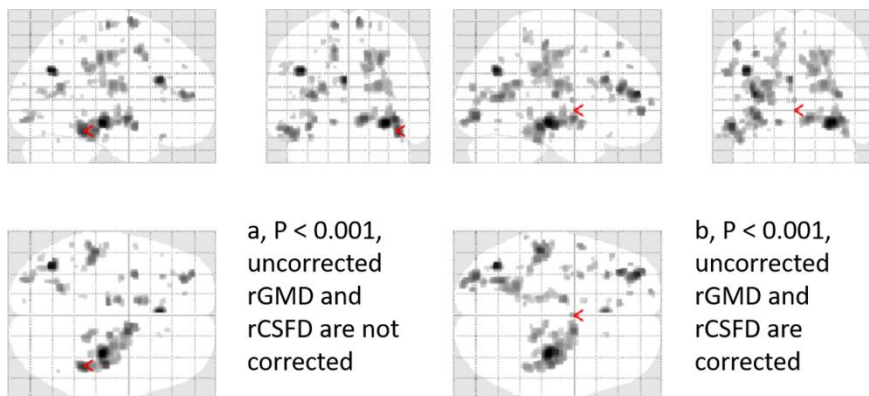 a, P < 0.001,
uncorrected
rGMD and
rCSFD are not
corrected
b, P < 0.001,
uncorrected
rGMD and
rCSFD are
corrected